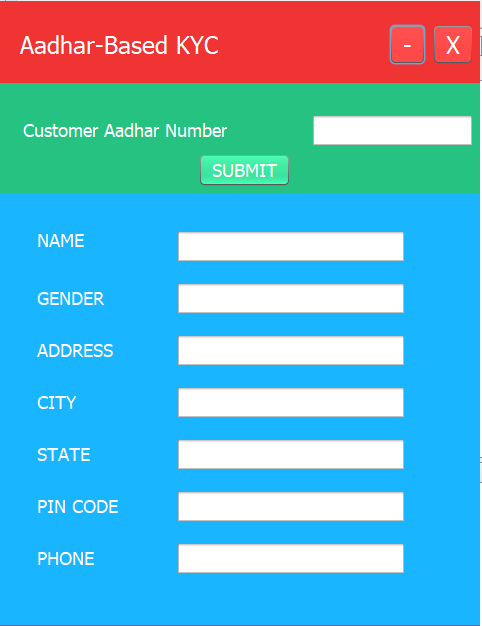 Aadhar-Based KYC - X
Customer Aadhar Number
SUBMIT
NAME
GENDER
ADDRESS
CITY
STATE
PIN CODE
PHONE